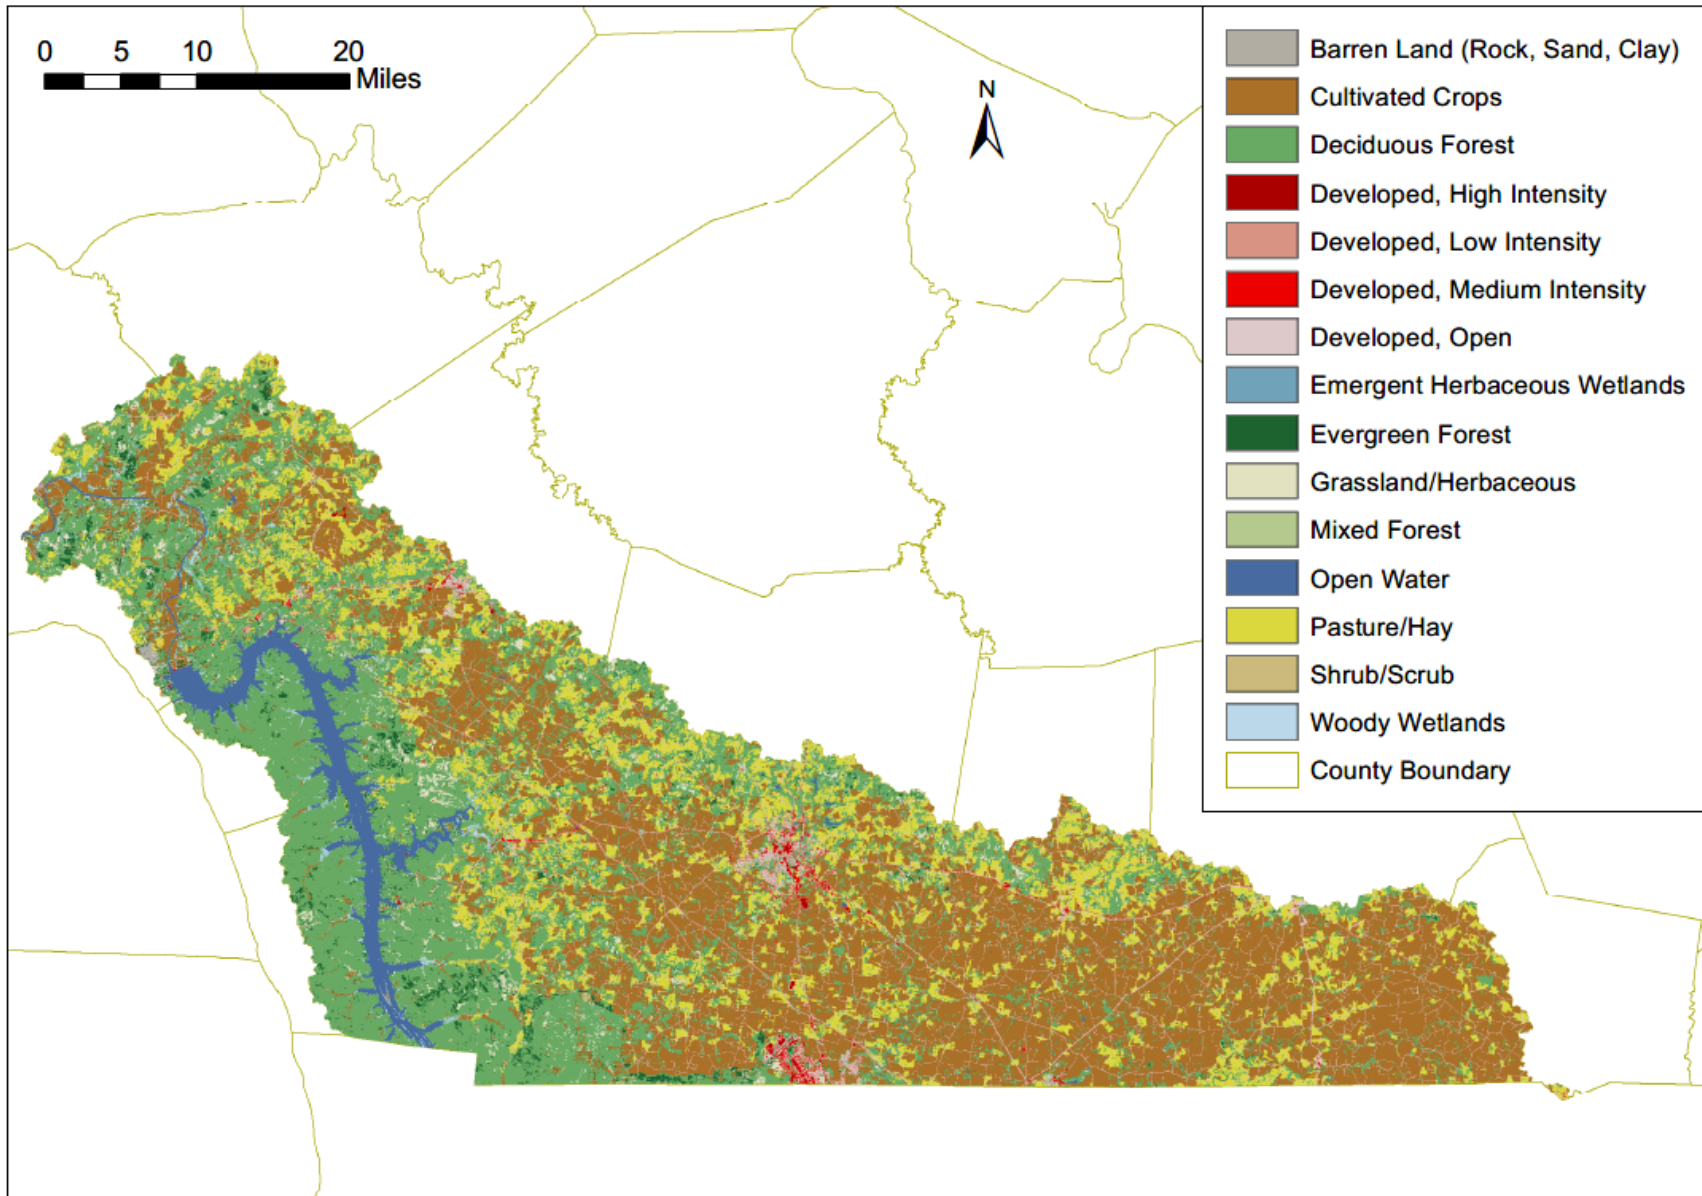 0 5 10 20
Miles
N
Barren Land (Rock, Sand, Clay)
Cultivated Crops
Deciduous Forest
Developed, High Intensity
Developed, Low Intensity
Developed, Medium Intensity
Developed, Open
Emergent Herbaceous Wetlands
Evergreen Forest
Grassland/Herbaceous
Mixed Forest
Open Water
Pasture/Hay
Shrub/Scrub
Woody Wetlands
County Boundary